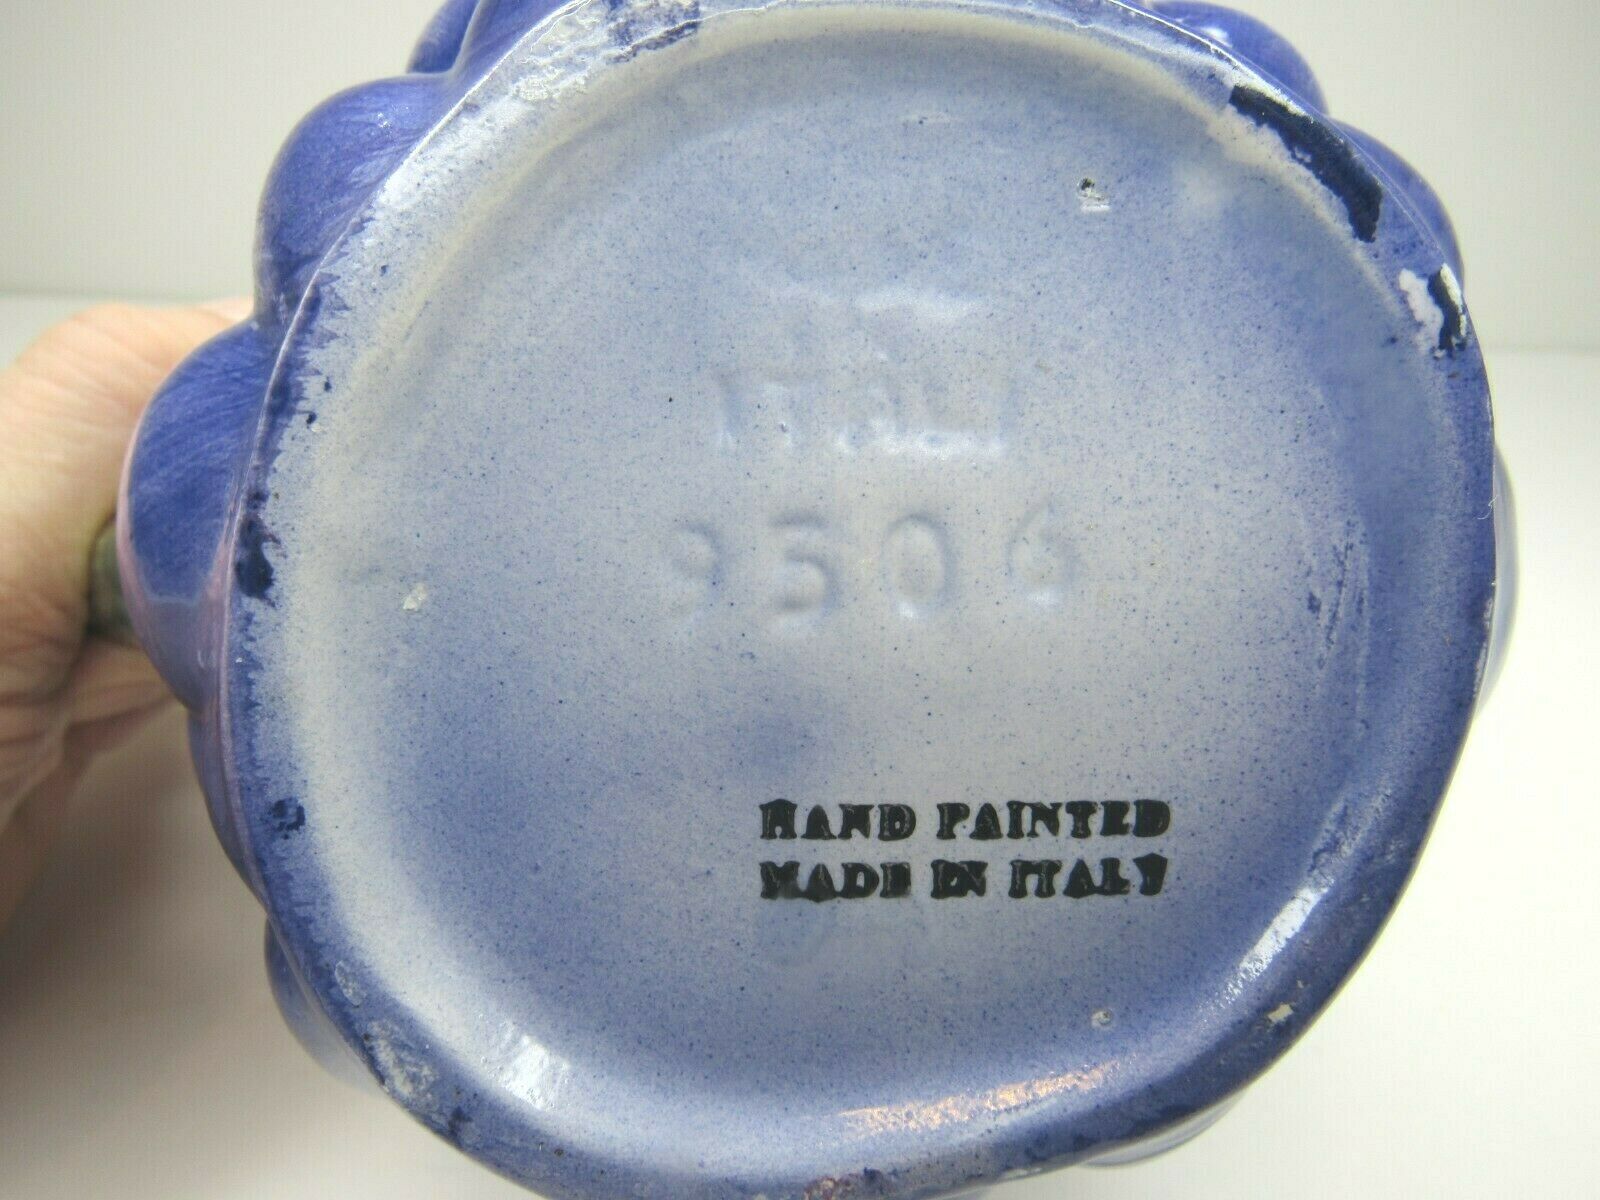 ITALY
9506
HAND PAINTED
MADE IN ITALY